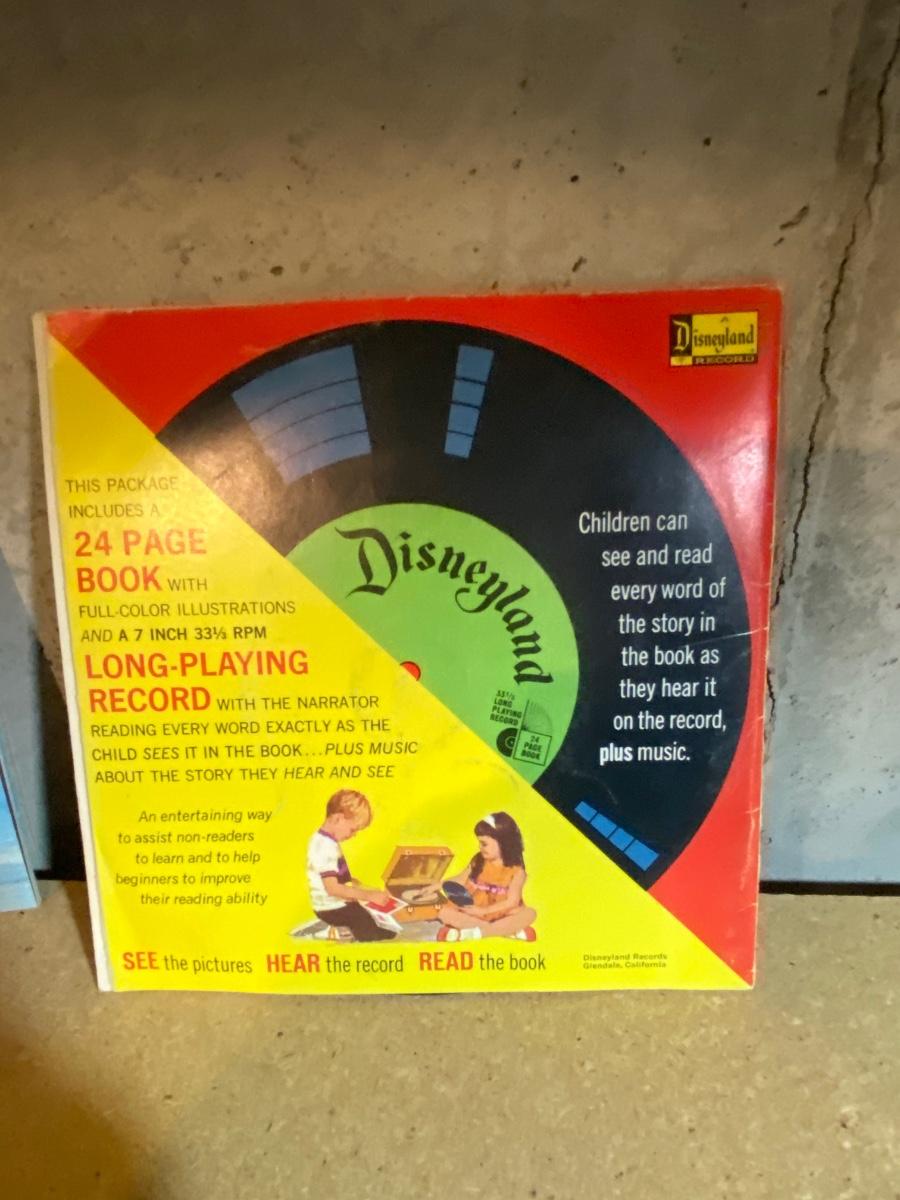 Disneyland
RECORD
THIS PACKAGE
INCLUDES A
24 PAGE
BOOK WITH
FULL-COLOR ILLUSTRATIONS
AND A 7 INCH 33⅓ RPM
LONG-PLAYING
RECORD WITH THE NARRATOR
READING EVERY WORD EXACTLY AS THE
CHILD SEES IT IN THE BOOK...PLUS MUSIC
ABOUT THE STORY THEY HEAR AND SEE
An entertaining way
to assist non-readers
to learn and to help
beginners to improve
their reading ability
Disneyland
33⅓
LONG
PLAYING
RECORD
24
PAGE
BOOK
Children can
see and read
every word of
the story in
the book as
they hear it
on the record,
plus music.
SEE the pictures HEAR the record READ the book
Disneyland Records
Glendale, California